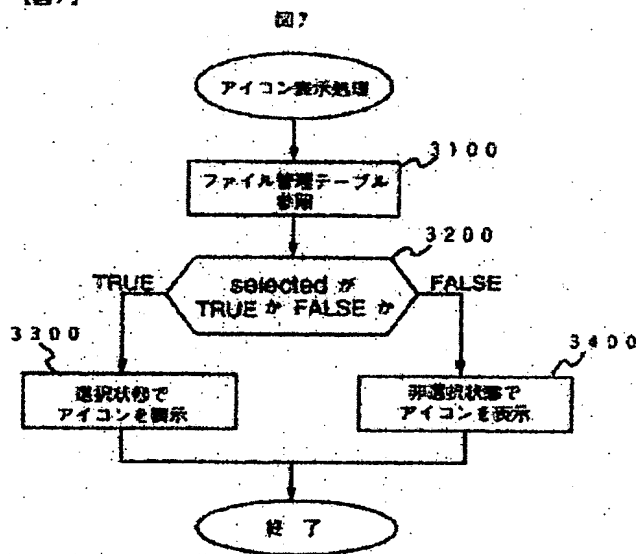 【図7】
図7
アイコン表示処理
3100
ファイル管理テーブル
参照
3200
TRUE
selected が
TRUE か FALSE か
FALSE
3300
選択状態で
アイコンを表示
3400
非選択状態で
アイコンを表示
終 了